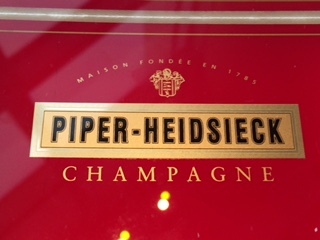 MAISON FONDÉE EN 1785
PIPER-HEIDSIECK
CHAMPAGNE